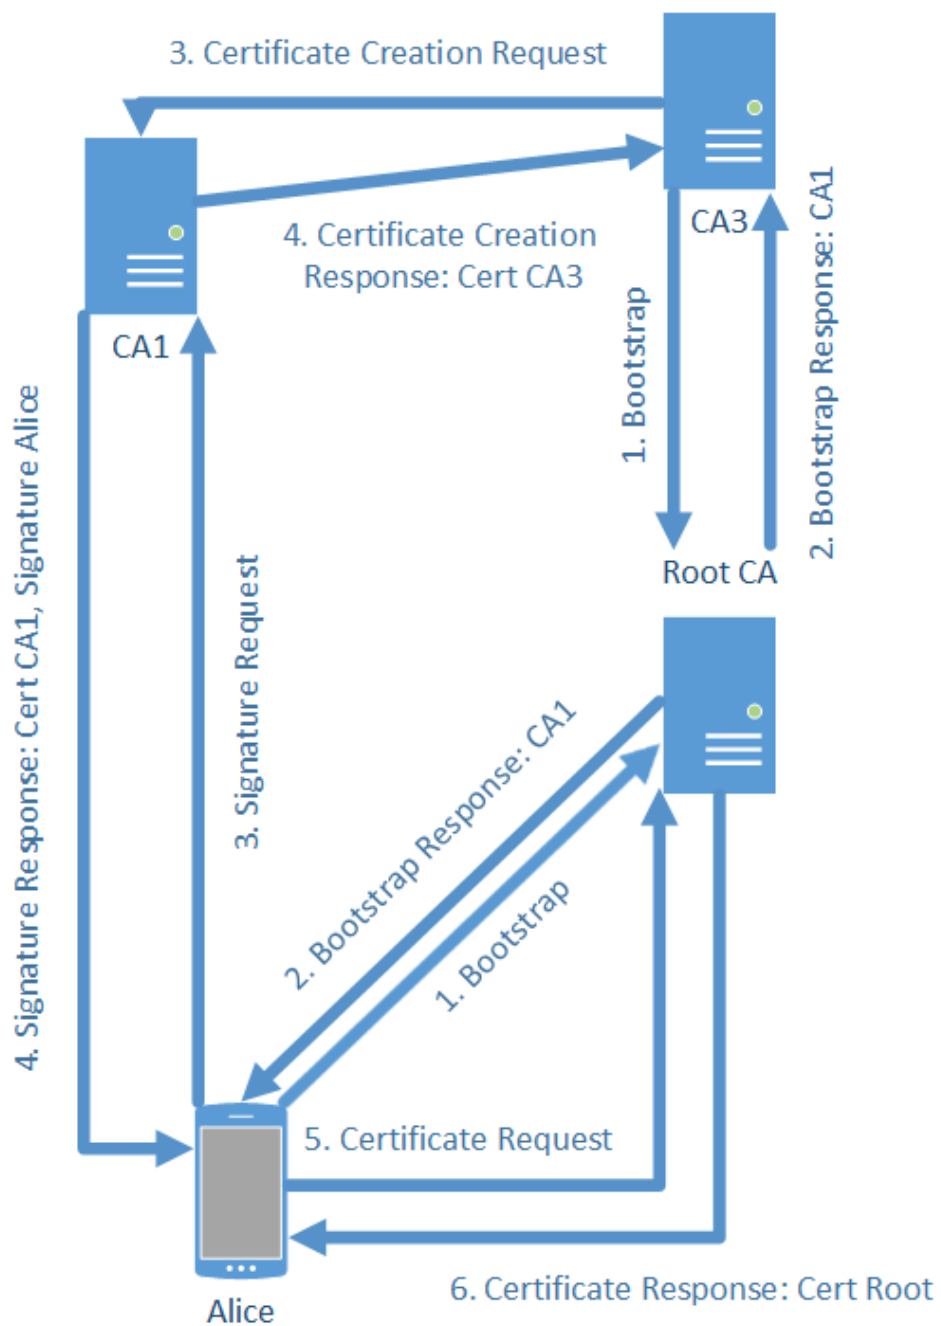 3. Certificate Creation Request
CA3
4. Certificate Creation
Response: Cert CA3
CA1
1. Bootstrap
2. Bootstrap Response: CA1
Root CA
4. Signature Response: Cert CA1, Signature Alice
3. Signature Request
2. Bootstrap Response: CA1
1. Bootstrap
5. Certificate Request
6. Certificate Response: Cert Root
Alice